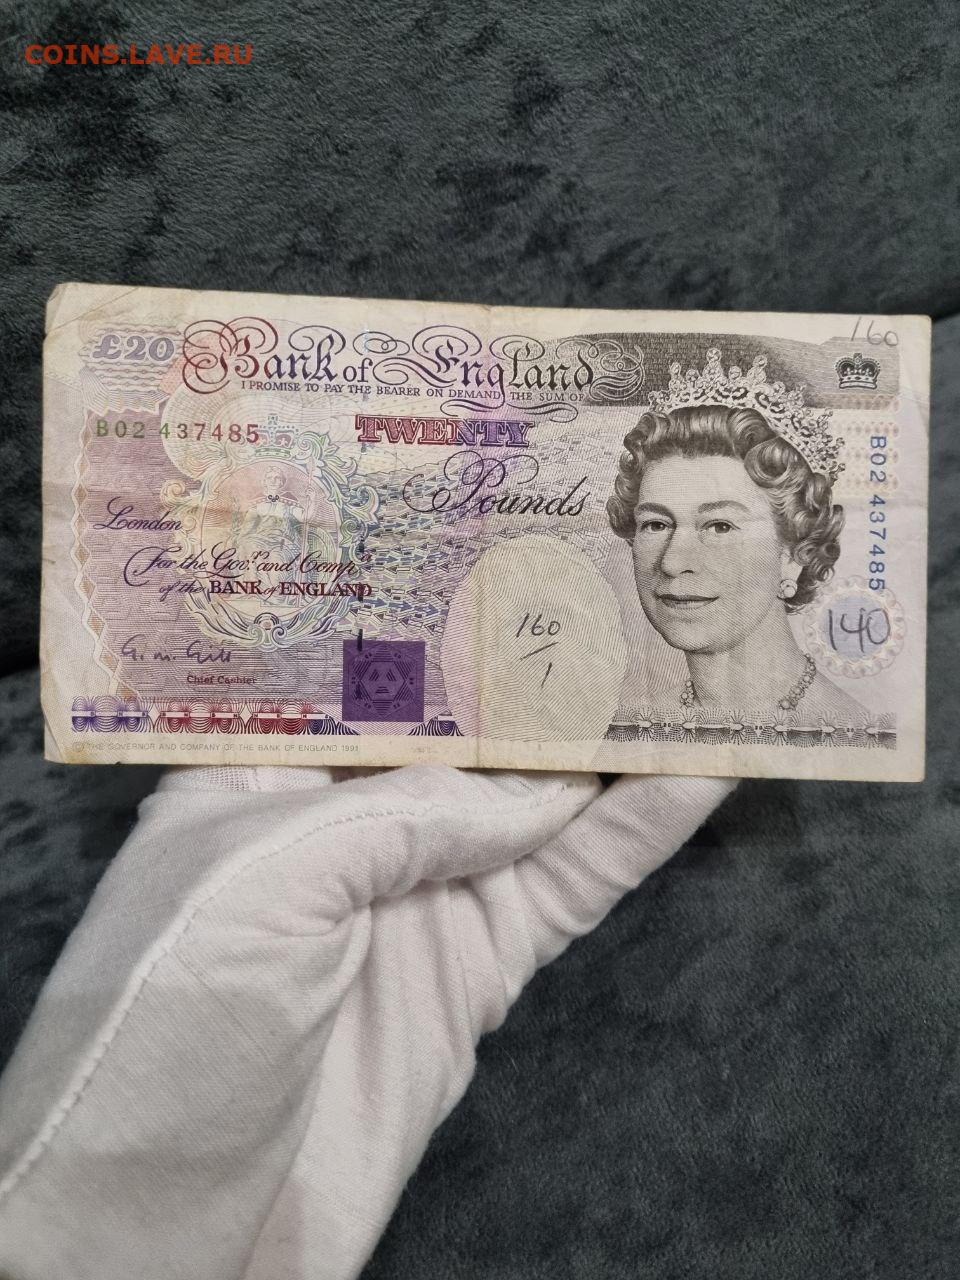 COINS.LAVE.RU
160
£20
Bank of England
I PROMISE TO PAY THE BEARER ON DEMAND THE SUM OF
B02 437485
TWENTY
Pounds
B02 437485
London
For the Govr. and Compa.
of the BANK of ENGLAND
160
1
140
G. M. Gill
Chief Cashier
© THE GOVERNOR AND COMPANY OF THE BANK OF ENGLAND 1991